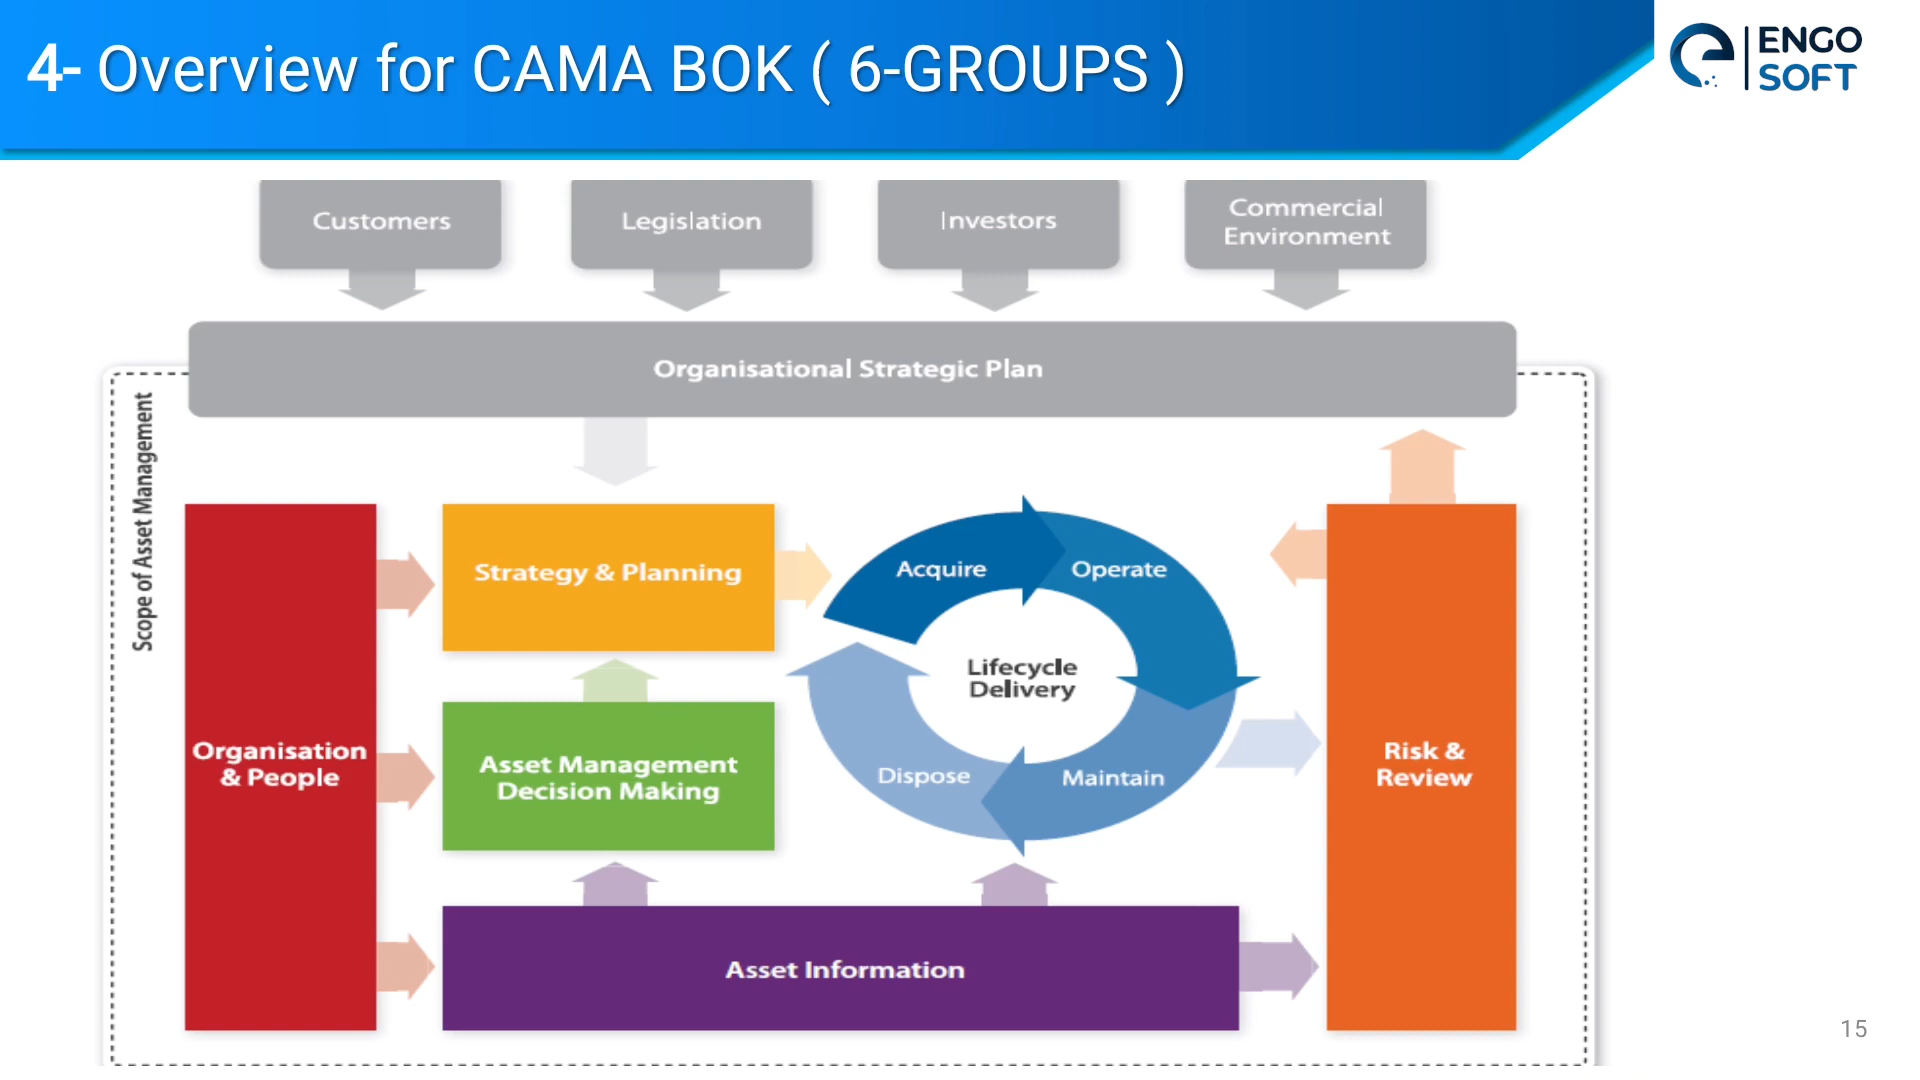 4- Overview for CAMA BOK ( 6-GROUPS )
ENGO
SOFT
Customers
Legislation
Investors
Commercial
Environment
Organisational Strategic Plan
Scope of Asset Management
Strategy & Planning
Acquire
Operate
Lifecycle
Delivery
Organisation
& People
Asset Management
Decision Making
Dispose
Maintain
Risk &
Review
Asset Information
15